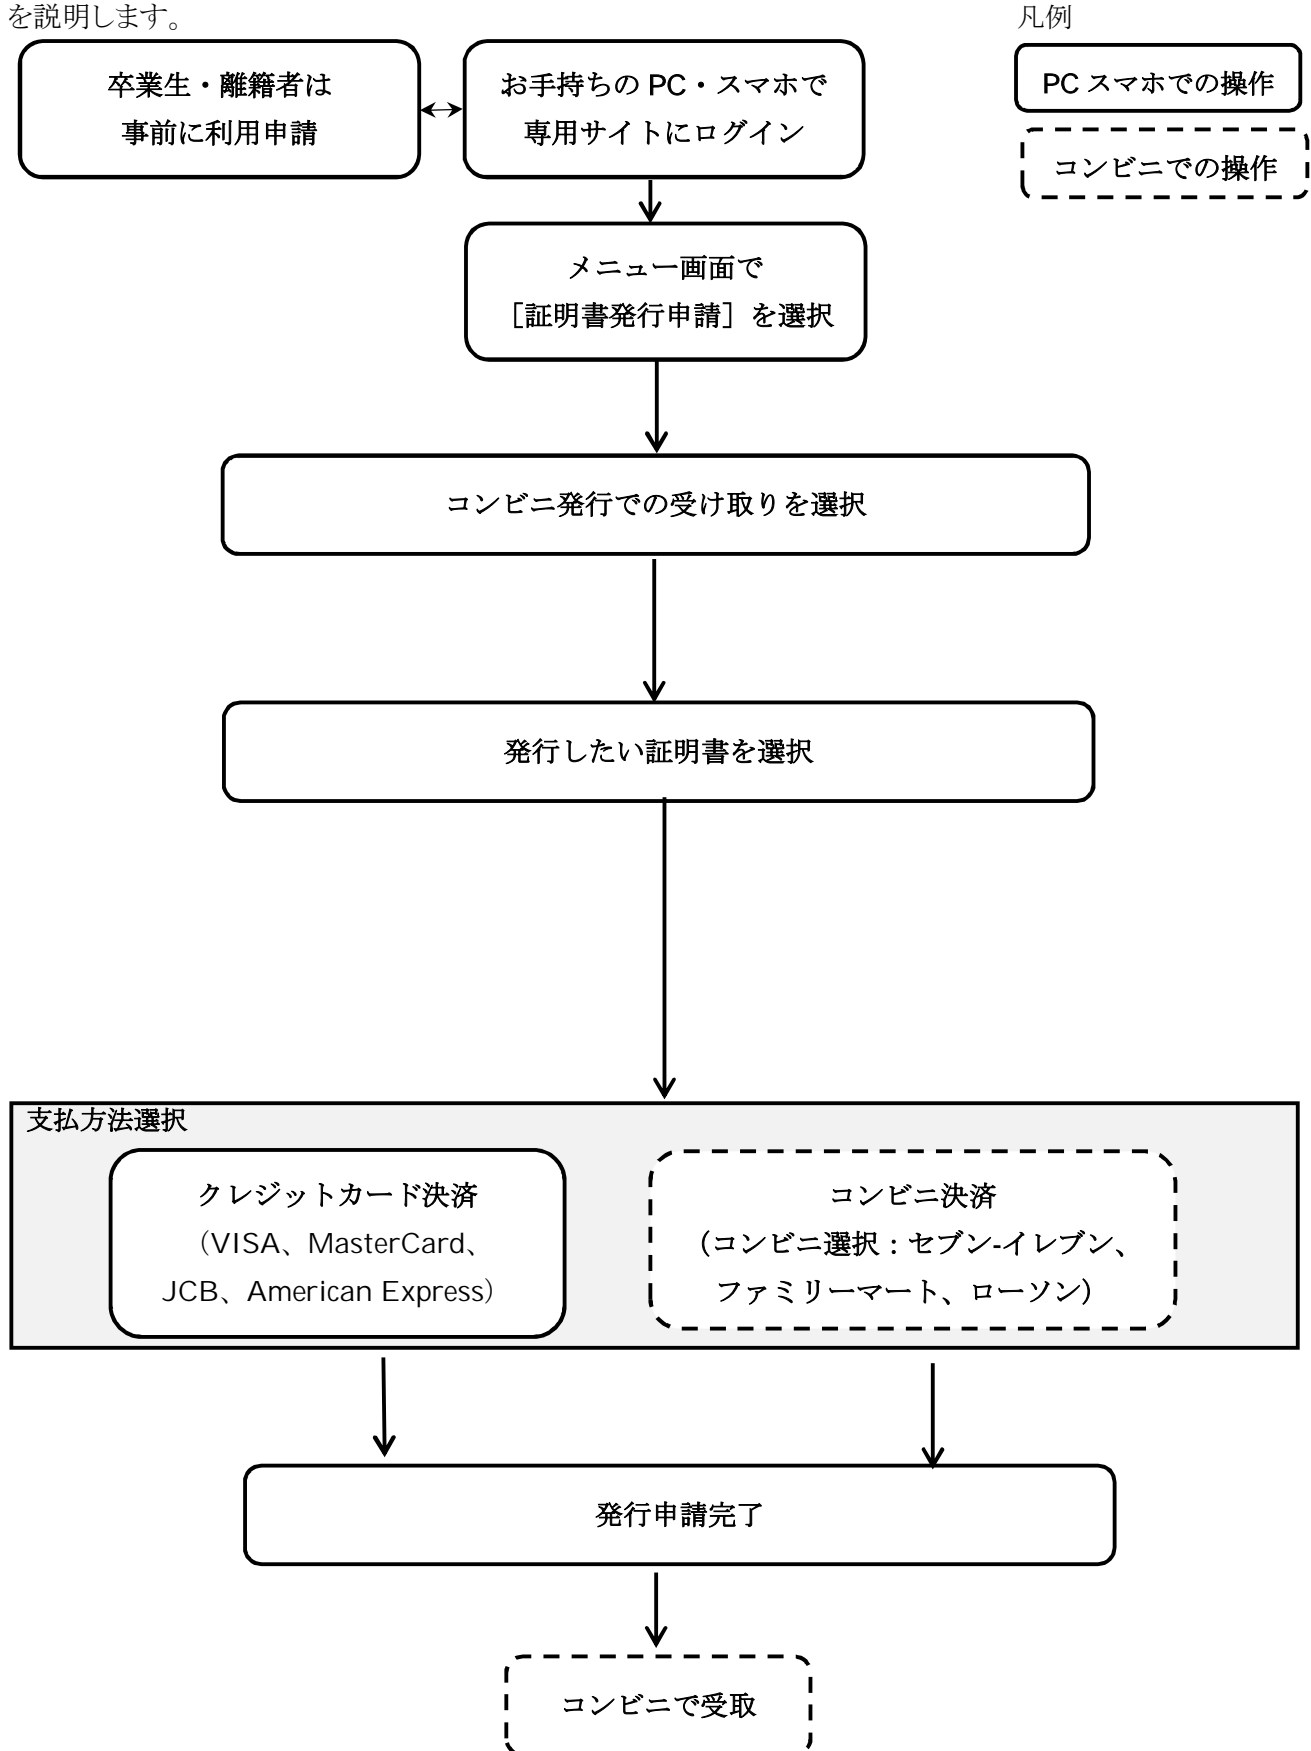 を説明します。
凡例
卒業生・離籍者は
事前に利用申請
お手持ちの PC・スマホで
専用サイトにログイン
PC スマホでの操作
コンビニでの操作
メニュー画面で
［証明書発行申請］を選択
コンビニ発行での受け取りを選択
発行したい証明書を選択
支払方法選択
クレジットカード決済
（VISA、MasterCard、
JCB、American Express）
コンビニ決済
（コンビニ選択：セブン-イレブン、
ファミリーマート、ローソン）
発行申請完了
コンビニで受取